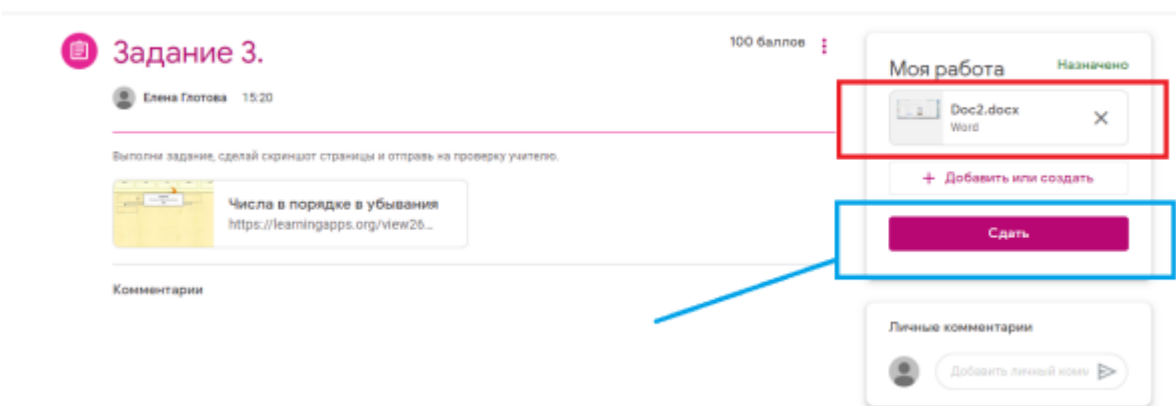 Задание 3.
100 баллов
Елена Глотова 15:20
Выполни задание, сделай скриншот страницы и отправь на проверку учителю.
Числа в порядке в убывания
https://learningapps.org/view26...
Комментарии
Моя работа
Назначено
Doc2.docx
Word
+ Добавить или создать
Сдать
Личные комментарии
Добавить личный комм